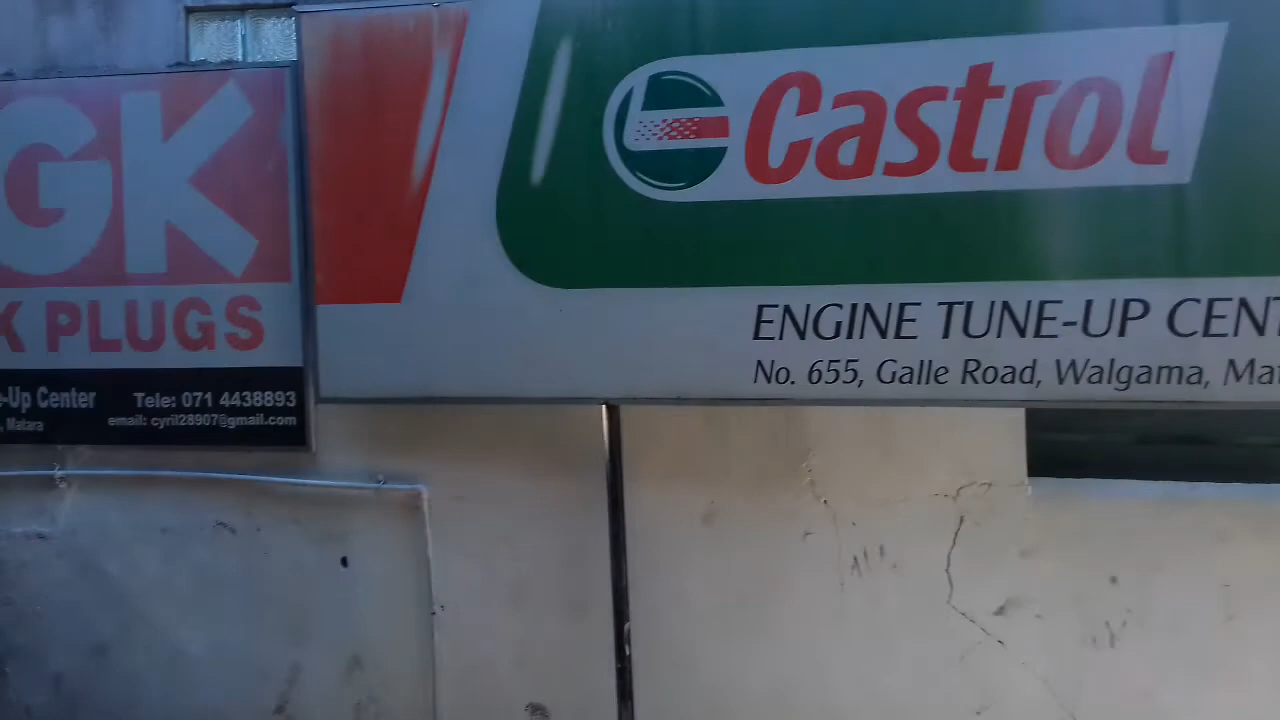 GK
K PLUGS
e-Up Center
Tele: 071 4438893
, Matara
email: cyril28907@gmail.com
Castrol
ENGINE TUNE-UP CENT
No. 655, Galle Road, Walgama, Mat